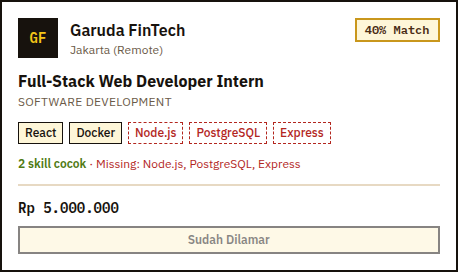 GF
Garuda FinTech
Jakarta (Remote)
40% Match
Full-Stack Web Developer Intern
SOFTWARE DEVELOPMENT
React Docker Node.js PostgreSQL Express
2 skill cocok · Missing: Node.js, PostgreSQL, Express
Rp 5.000.000
Sudah Dilamar